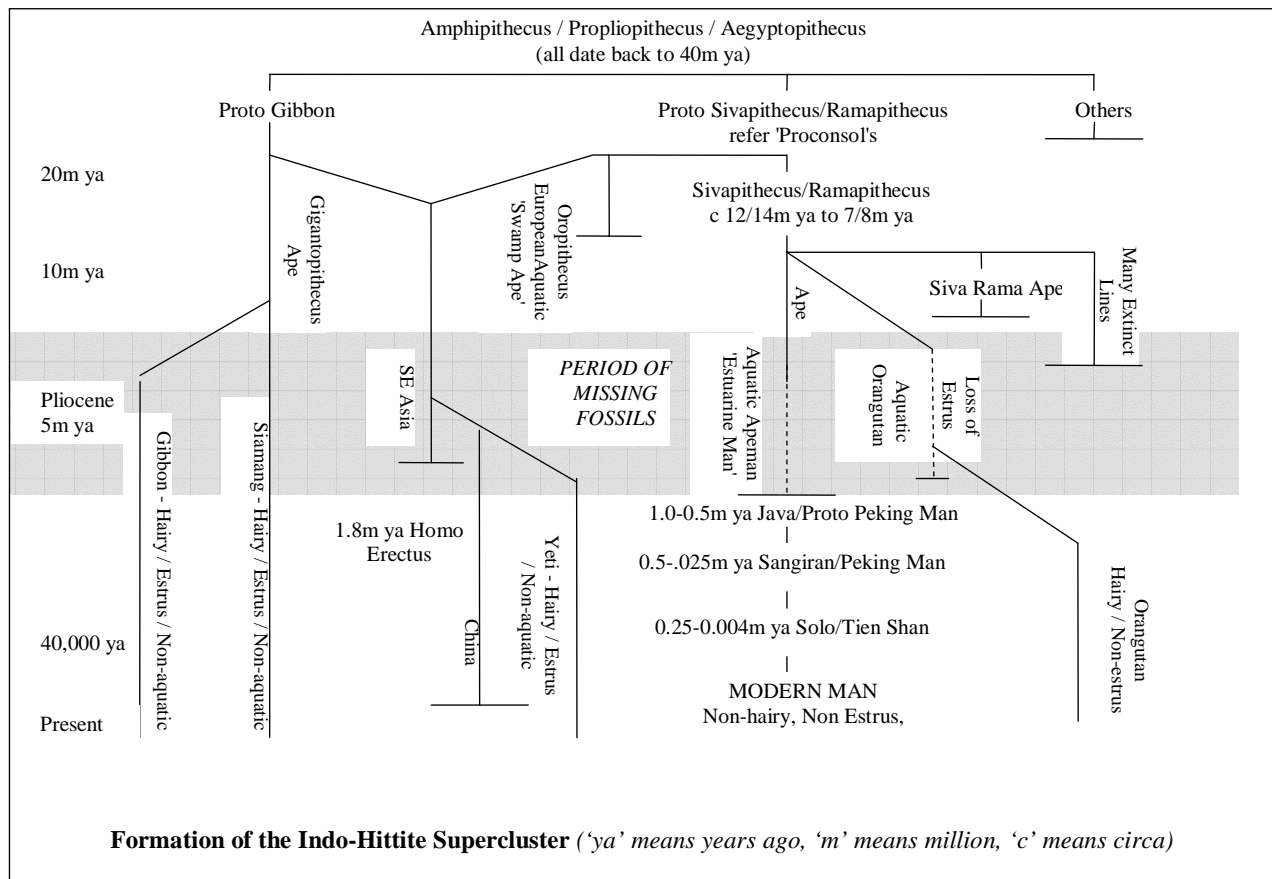 Amphipithecus / Propliopithecus / Aegyptopithecus
(all date back to 40m ya)
Proto Gibbon
Proto Sivapithecus/Ramapithecus
refer 'Proconsol's
Others
20m ya
Sivapithecus/Ramapithecus
c 12/14m ya to 7/8m ya
Gigantopithecus
Ape
Oropithecus
EuropeanAquatic
'Swamp Ape'
10m ya
Ape
Siva Rama Ape
Many Extinct
Lines
Pliocene
5m ya
SE Asia
PERIOD OF
MISSING
FOSSILS
Aquatic Apeman
'Estuarine Man'
Aquatic
Orangutan
Loss of
Estrus
Gibbon - Hairy / Estrus / Non-aquatic
Siamang - Hairy / Estrus / Non-aquatic
1.8m ya Homo
Erectus
China
Yeti - Hairy / Estrus
/ Non-aquatic
1.0-0.5m ya Java/Proto Peking Man
0.5-.025m ya Sangiran/Peking Man
0.25-0.004m ya Solo/Tien Shan
MODERN MAN
Non-hairy, Non Estrus,
Orangutan
Hairy / Non-estrus
40,000 ya
Present
Formation of the Indo-Hittite Supercluster (‘ya’ means years ago, ‘m’ means million, ‘c’ means circa)